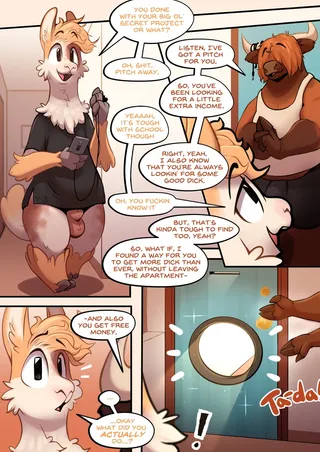 YOU DONE
WITH YOUR BIG OL'
SECRET PROJECT
OR WHAT?
OH, SHIT,
PITCH AWAY.
LISTEN, I'VE
GOT A PITCH
FOR YOU.
SO, YOU'VE
BEEN LOOKING
FOR A LITTLE
EXTRA INCOME.
YEAAAH,
IT'S TOUGH
WITH SCHOOL
THOUGH
RIGHT, YEAH.
I ALSO KNOW
THAT YOU'RE ALWAYS
LOOKIN' FOR SOME
GOOD DICK.
OH, YOU FUCKIN'
KNOW IT
BUT, THAT'S
KINDA TOUGH TO FIND
TOO, YEAH?
SO, WHAT IF, I
FOUND A WAY FOR YOU
TO GET MORE DICK THAN
EVER, WITHOUT LEAVING
THE APARTMENT-
-AND ALSO
YOU GET FREE
MONEY.
...
...OKAY
WHAT DID YOU
ACTUALLY
DO...?
Ta-da!
!